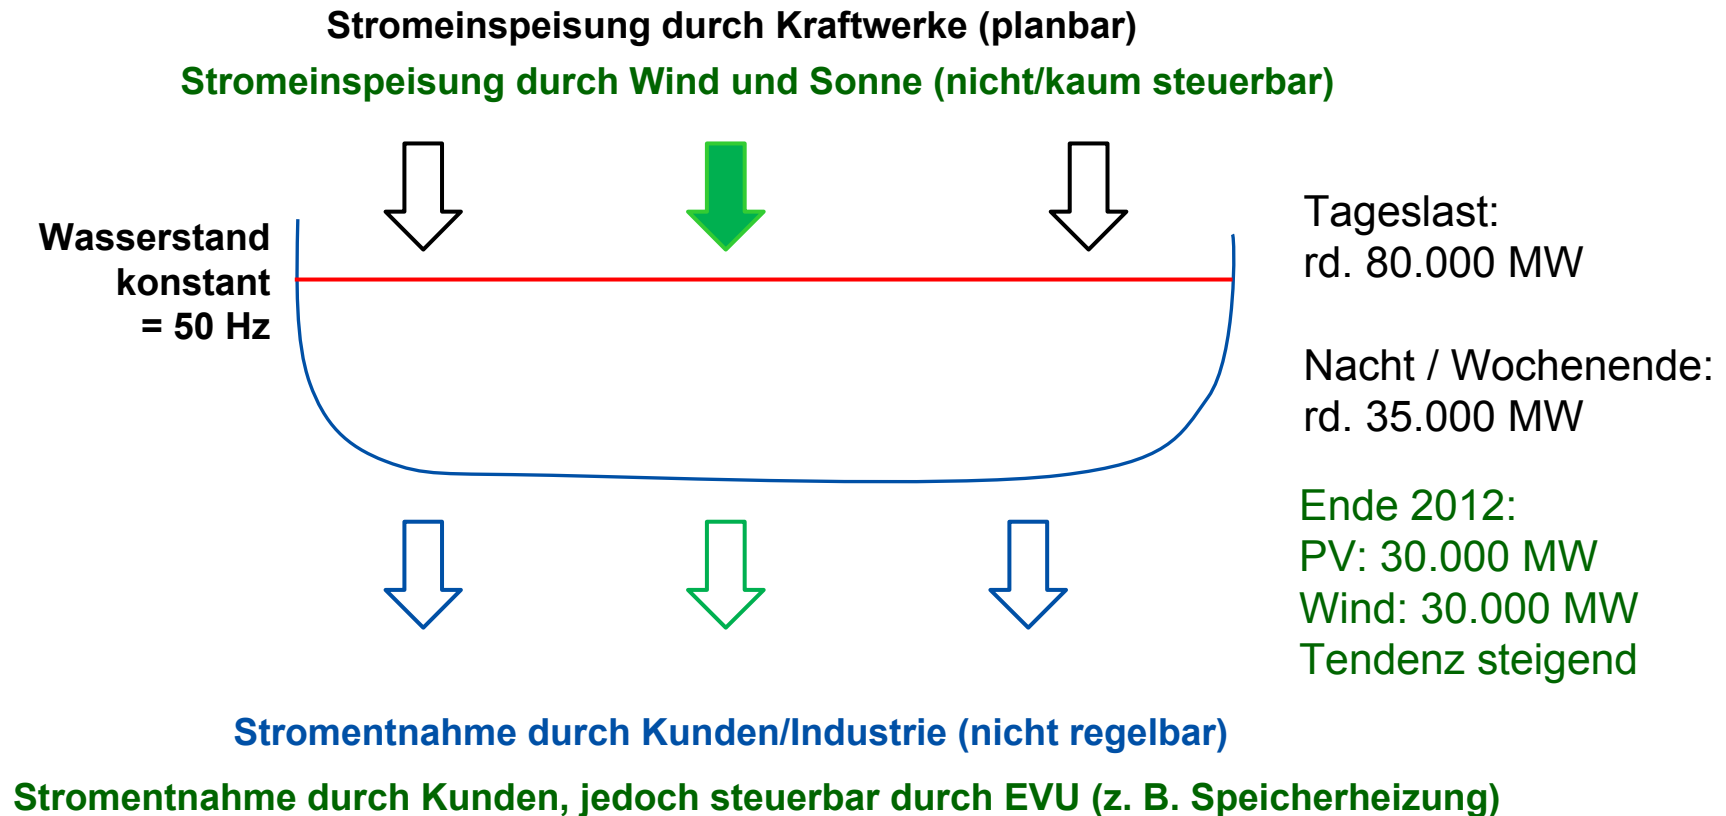 Stromeinspeisung durch Kraftwerke (planbar)
Stromeinspeisung durch Wind und Sonne (nicht/kaum steuerbar)
Wasserstand
konstant
= 50 Hz
Tageslast:
rd. 80.000 MW
Nacht / Wochenende:
rd. 35.000 MW
Ende 2012:
PV: 30.000 MW
Wind: 30.000 MW
Tendenz steigend
Stromentnahme durch Kunden/Industrie (nicht regelbar)
Stromentnahme durch Kunden, jedoch steuerbar durch EVU (z. B. Speicherheizung)